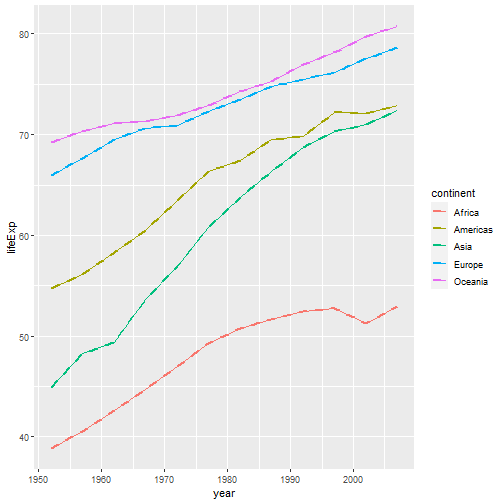 80
70
60
50
40
lifeExp
1950 1960 1970 1980 1990 2000
year
continent
Africa
Americas
Asia
Europe
Oceania